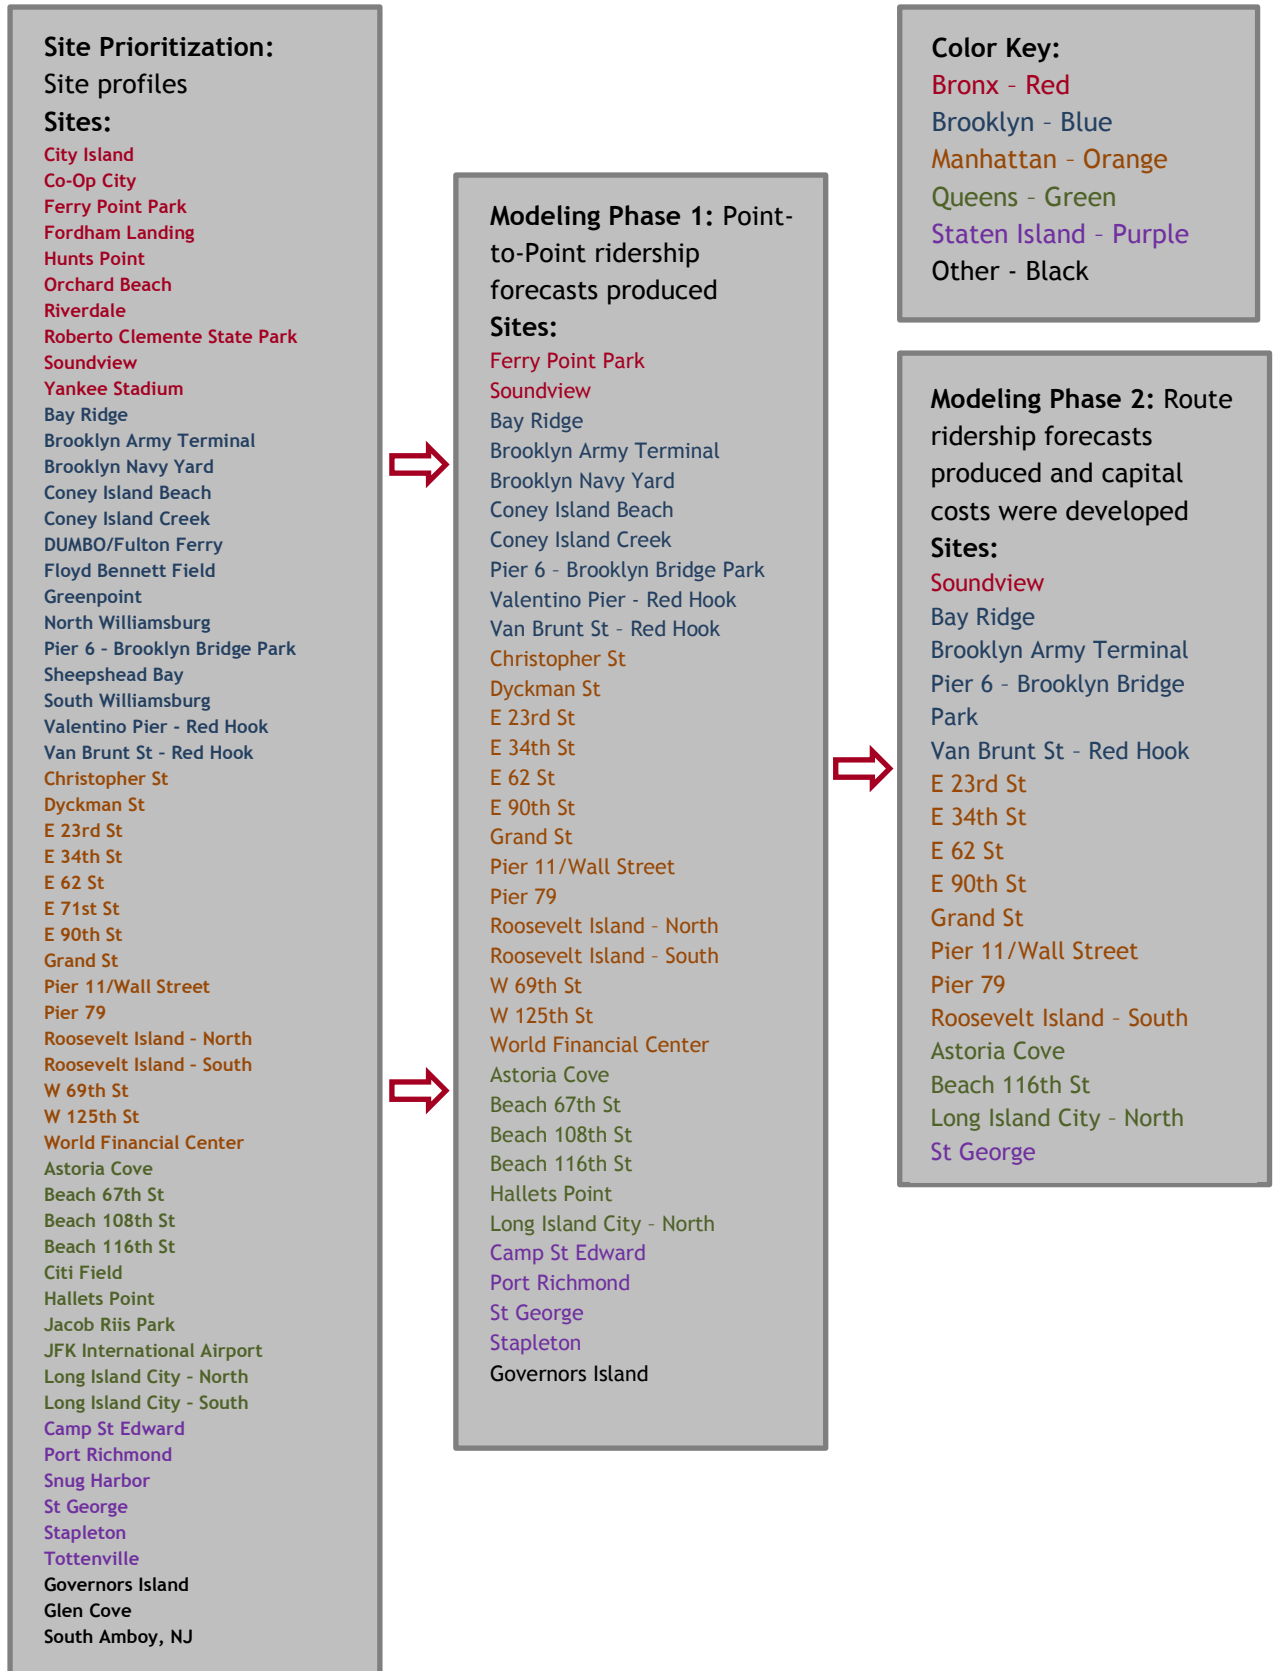 Site Prioritization:
Site profiles
Sites:
City Island
Co-Op City
Ferry Point Park
Fordham Landing
Hunts Point
Orchard Beach
Riverdale
Roberto Clemente State Park
Soundview
Yankee Stadium
Bay Ridge
Brooklyn Army Terminal
Brooklyn Navy Yard
Coney Island Beach
Coney Island Creek
DUMBO/Fulton Ferry
Floyd Bennett Field
Greenpoint
North Williamsburg
Pier 6 – Brooklyn Bridge Park
Sheepshead Bay
South Williamsburg
Valentino Pier - Red Hook
Van Brunt St – Red Hook
Christopher St
Dyckman St
E 23rd St
E 34th St
E 62 St
E 71st St
E 90th St
Grand St
Pier 11/Wall Street
Pier 79
Roosevelt Island – North
Roosevelt Island – South
W 69th St
W 125th St
World Financial Center
Astoria Cove
Beach 67th St
Beach 108th St
Beach 116th St
Citi Field
Hallets Point
Jacob Riis Park
JFK International Airport
Long Island City – North
Long Island City – South
Camp St Edward
Port Richmond
Snug Harbor
St George
Stapleton
Tottenville
Governors Island
Glen Cove
South Amboy, NJ
Modeling Phase 1: Point-
to-Point ridership
forecasts produced
Sites:
Ferry Point Park
Soundview
Bay Ridge
Brooklyn Army Terminal
Brooklyn Navy Yard
Coney Island Beach
Coney Island Creek
Pier 6 – Brooklyn Bridge Park
Valentino Pier - Red Hook
Van Brunt St – Red Hook
Christopher St
Dyckman St
E 23rd St
E 34th St
E 62 St
E 90th St
Grand St
Pier 11/Wall Street
Pier 79
Roosevelt Island – North
Roosevelt Island – South
W 69th St
W 125th St
World Financial Center
Astoria Cove
Beach 67th St
Beach 108th St
Beach 116th St
Hallets Point
Long Island City – North
Camp St Edward
Port Richmond
St George
Stapleton
Governors Island
Color Key:
Bronx – Red
Brooklyn – Blue
Manhattan – Orange
Queens – Green
Staten Island – Purple
Other - Black
Modeling Phase 2: Route
ridership forecasts
produced and capital
costs were developed
Sites:
Soundview
Bay Ridge
Brooklyn Army Terminal
Pier 6 – Brooklyn Bridge
Park
Van Brunt St – Red Hook
E 23rd St
E 34th St
E 62 St
E 90th St
Grand St
Pier 11/Wall Street
Pier 79
Roosevelt Island – South
Astoria Cove
Beach 116th St
Long Island City – North
St George